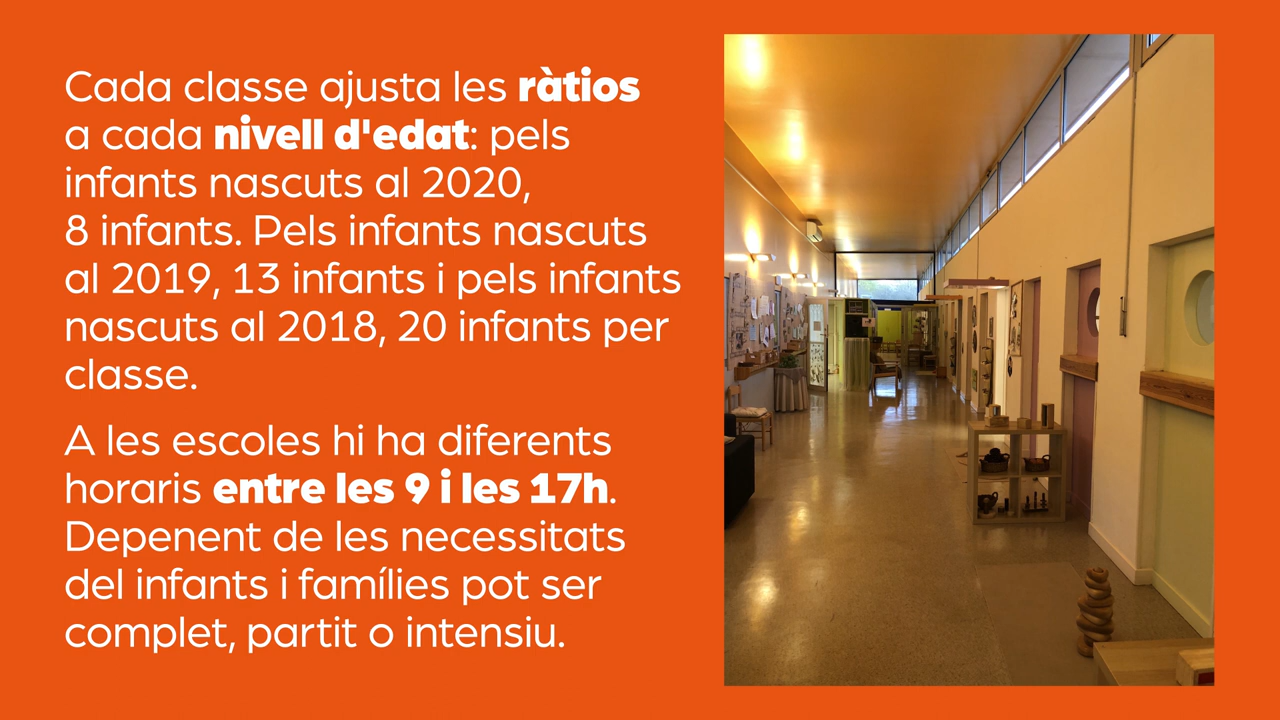 Cada classe ajusta les ràtios
a cada nivell d'edat: pels
infants nascuts al 2020,
8 infants. Pels infants nascuts
al 2019, 13 infants i pels infants
nascuts al 2018, 20 infants per
classe.
A les escoles hi ha diferents
horaris entre les 9 i les 17h.
Depenent de les necessitats
del infants i famílies pot ser
complet, partit o intensiu.